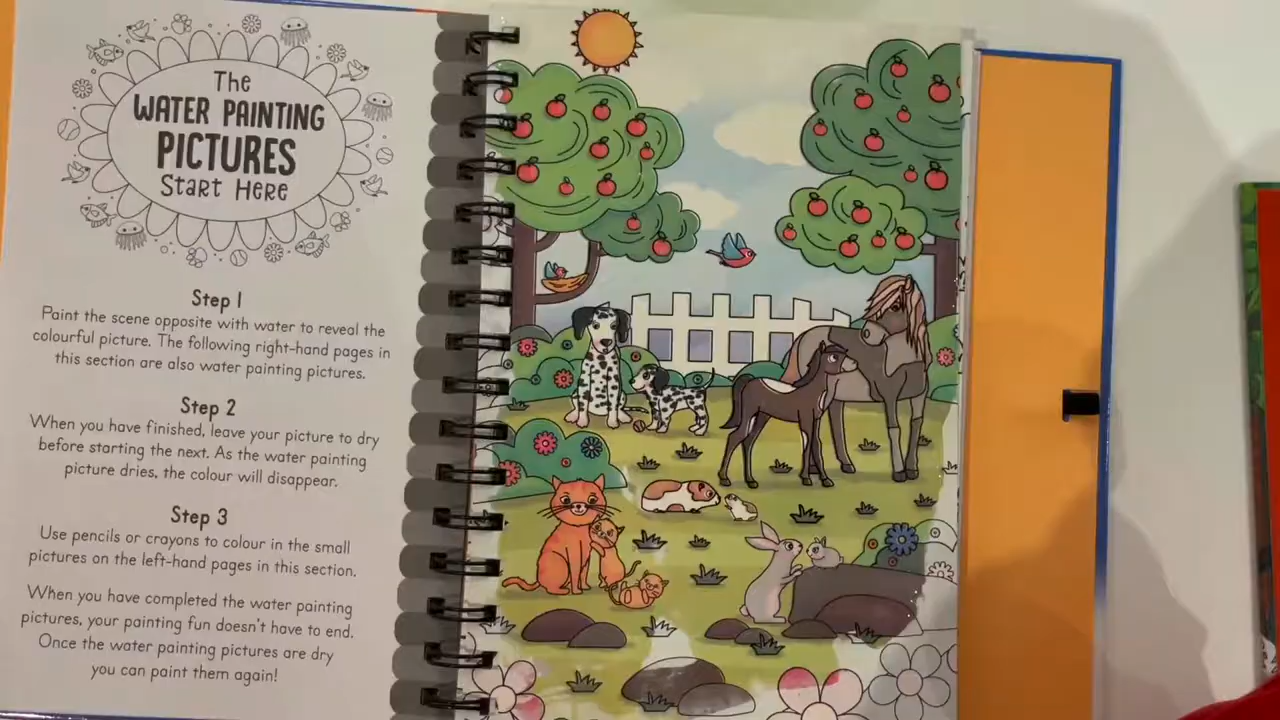 The
WATER PAINTING
PICTURES
Start Here
Step 1
Paint the scene opposite with water to reveal the
colourful picture. The following right-hand pages in
this section are also water painting pictures.
Step 2
When you have finished, leave your picture to dry
before starting the next. As the water painting
picture dries, the colour will disappear.
Step 3
Use pencils or crayons to colour in the small
pictures on the left-hand pages in this section.
When you have completed the water painting
pictures, your painting fun doesn't have to end.
Once the water painting pictures are dry
you can paint them again!